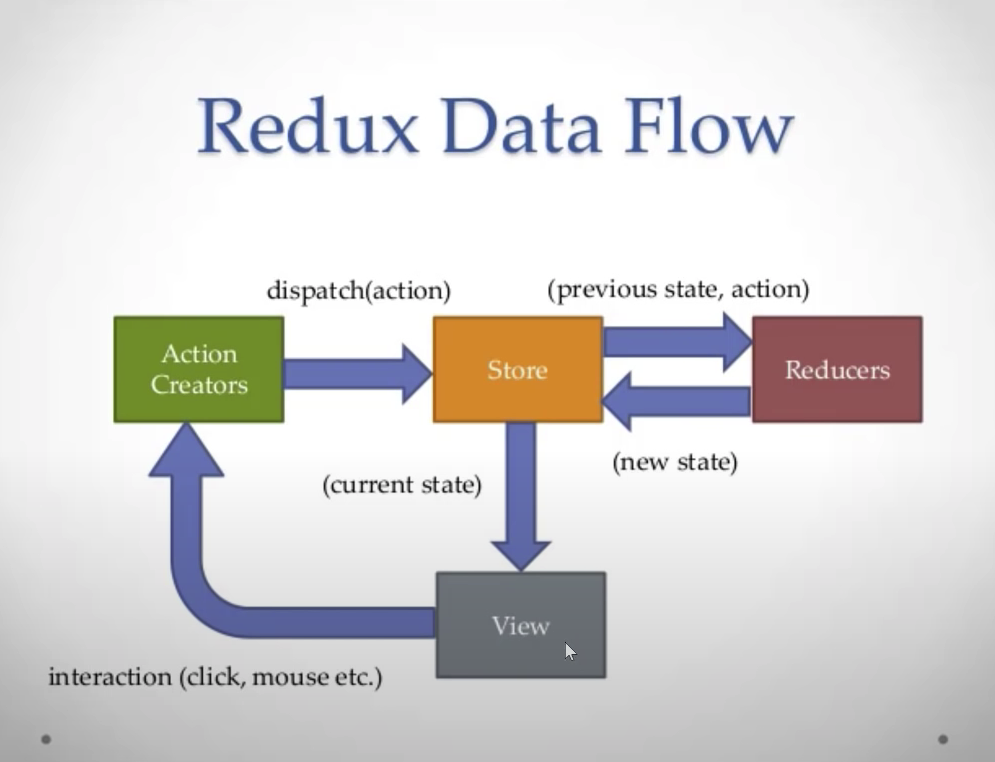 Redux Data Flow
dispatch(action)
(previous state, action)
Action
Creators
Store
Reducers
(new state)
(current state)
View
interaction (click, mouse etc.)